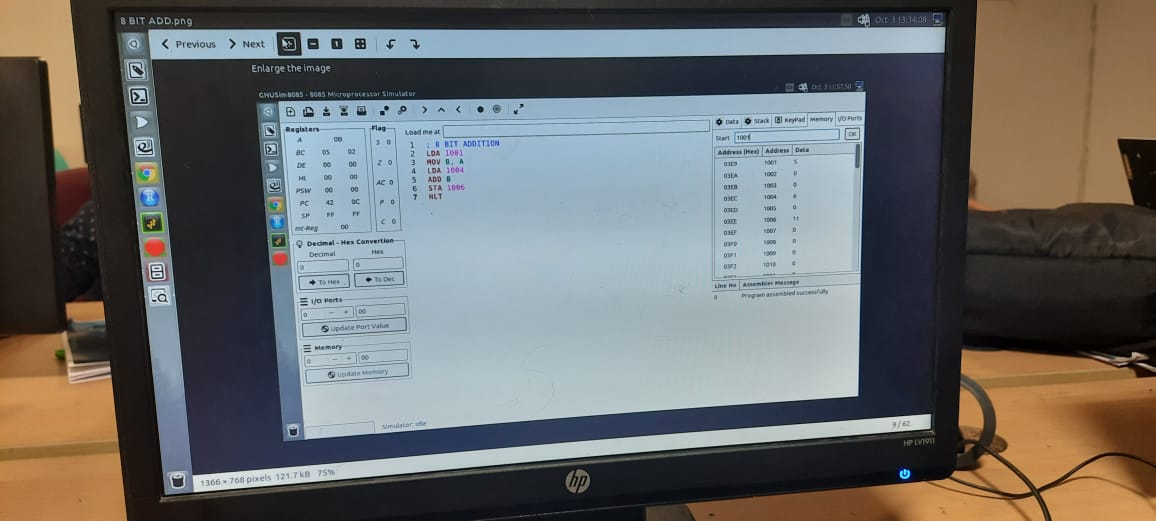 8 BIT ADD.png
Oct 3 13:34:08
Previous Next
Enlarge the image
GNUSim8085 - 8085 Microprocessor Simulator
Oct 3 11:57:50
Registers
A 0B
BC 05 02
DE 00 00
HL 00 00
PSW 00 00
PC 42 0C
SP FF FF
Int-Reg 00
Flag
S 0
Z 0
AC 0
P 0
C 0
Decimal - Hex Convertion
Decimal Hex
0 0
To Hex To Dec
I/O Ports
0 - + 00
Update Port Value
Memory
0 - + 00
Update Memory
Load me at
1 ; 8 BIT ADDITION
2 LDA 1001
3 MOV B, A
4 LDA 1004
5 ADD B
6 STA 1006
7 HLT
Simulator: Idle
Data Stack KeyPad Memory I/O Ports
Start 1001 OK
Address (Hex) Address Data
03E9 1001 5
03EA 1002 0
03EB 1003 0
03EC 1004 6
03ED 1005 0
03EE 1006 11
03EF 1007 0
03F0 1008 0
03F1 1009 0
03F2 1010 0
Line No Assembler Message
0 Program assembled successfully
9 / 62
1366 × 768 pixels 121.7 kB 75%
HP LV1911
hp